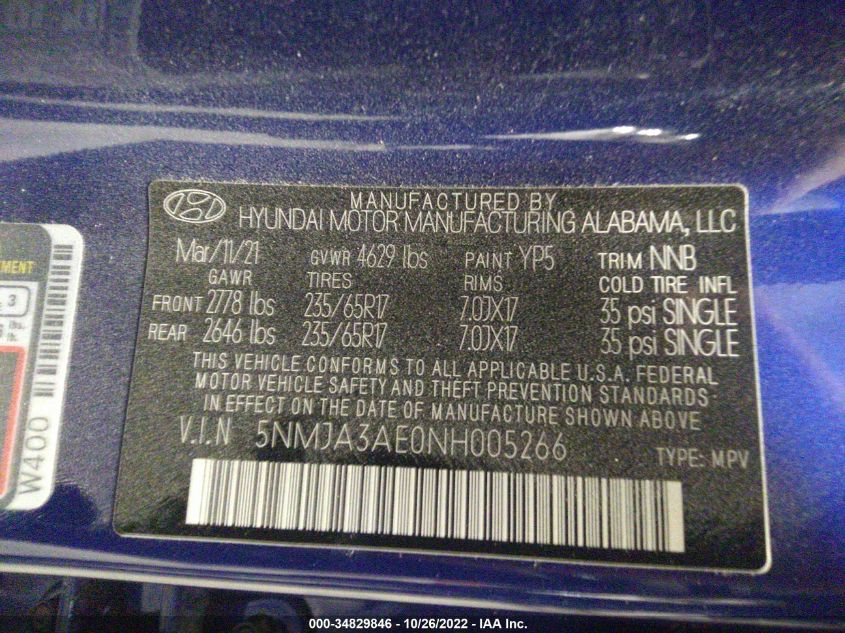 MANUFACTURED BY
HYUNDAI MOTOR MANUFACTURING ALABAMA, LLC
Mar/11/21 GVWR 4629 lbs PAINT YP5 TRIM NNB
GAWR TIRES RIMS COLD TIRE INFL
FRONT 2778 lbs 235/65R17 7.0JX17 35 psi SINGLE
REAR 2646 lbs 235/65R17 7.0JX17 35 psi SINGLE
THIS VEHICLE CONFORMS TO ALL APPLICABLE U.S.A. FEDERAL
MOTOR VEHICLE SAFETY AND THEFT PREVENTION STANDARDS
IN EFFECT ON THE DATE OF MANUFACTURE SHOWN ABOVE
V.I.N 5NMJA3AE0NH005266
TYPE: MPV
3
lbs.
W400
000-34829846 - 10/26/2022 - IAA Inc.